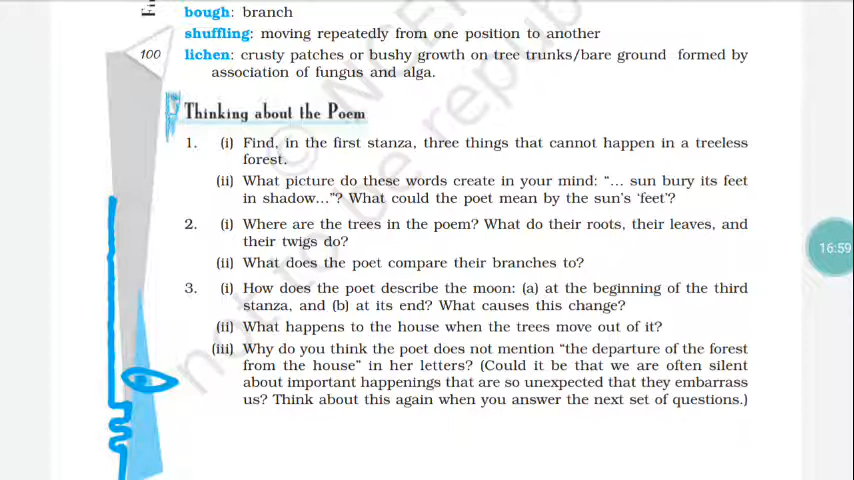 Fi
bough: branch
shuffling: moving repeatedly from one position to another
100
lichen: crusty patches or bushy growth on tree trunks/bare ground formed by
association of fungus and alga.
Thinking about the Poem
1. (i) Find, in the first stanza, three things that cannot happen in a treeless
forest.
(ii) What picture do these words create in your mind: “... sun bury its feet
in shadow...”? What could the poet mean by the sun's ‘feet’?
2. (i) Where are the trees in the poem? What do their roots, their leaves, and
their twigs do?
(ii) What does the poet compare their branches to?
3. (i) How does the poet describe the moon: (a) at the beginning of the third
stanza, and (b) at its end? What causes this change?
(ii) What happens to the house when the trees move out of it?
(iii) Why do you think the poet does not mention “the departure of the forest
from the house” in her letters? (Could it be that we are often silent
about important happenings that are so unexpected that they embarrass
us? Think about this again when you answer the next set of questions.)
16:59
© NCE
not to be repub